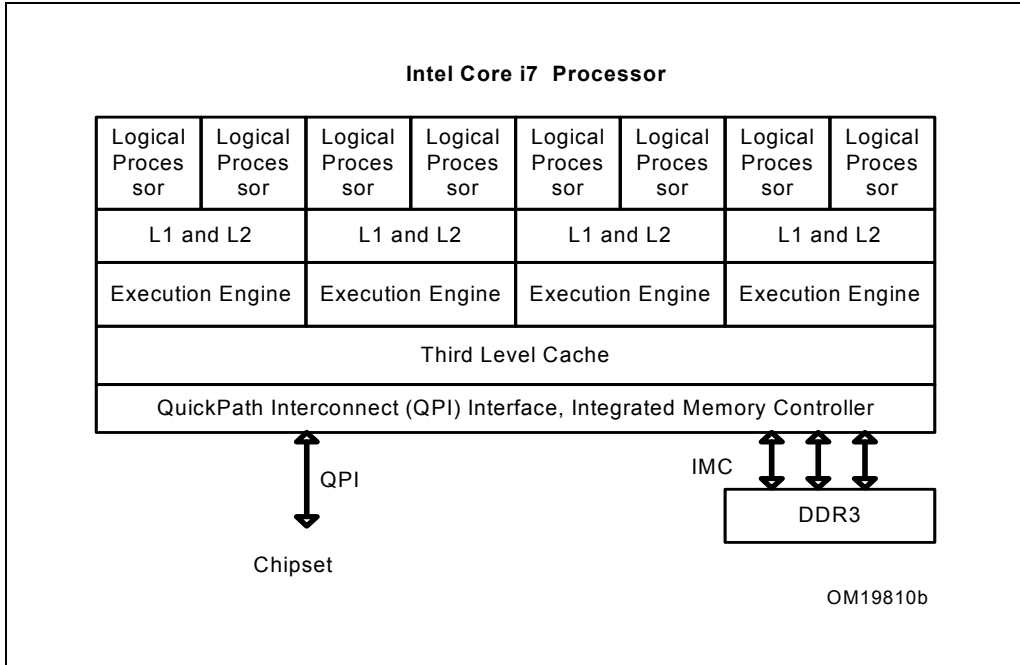 Intel Core i7 Processor
Logical Proces sor
Logical Proces sor
Logical Proces sor
Logical Proces sor
Logical Proces sor
Logical Proces sor
Logical Proces sor
Logical Proces sor
L1 and L2
L1 and L2
L1 and L2
L1 and L2
Execution Engine
Execution Engine
Execution Engine
Execution Engine
Third Level Cache
QuickPath Interconnect (QPI) Interface, Integrated Memory Controller
QPI
IMC
DDR3
Chipset
OM19810b